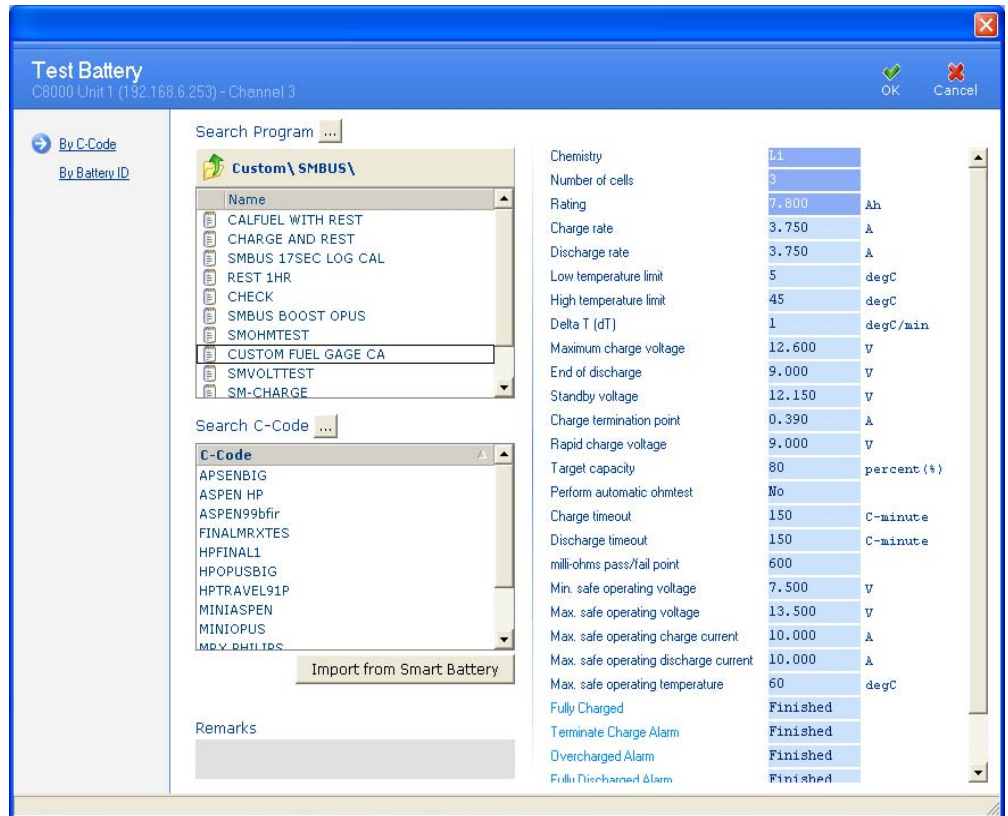 Test Battery
C8000 Unit 1 (192.168.6.253) - Channel 3
OK Cancel
By C-Code
By Battery ID
Search Program ...
Custom\ SMBUS\
Name
CALFUEL WITH REST
CHARGE AND REST
SMBUS 17SEC LOG CAL
REST 1HR
CHECK
SMBUS BOOST OPUS
SMOHMTEST
CUSTOM FUEL GAGE CA
SMVOLTTEST
SM-CHARGE
Search C-Code ...
C-Code
APSENBIG
ASPEN HP
ASPEN99bfir
FINALMRXTES
HPFINAL1
HPOPUSBIG
HPTRAVEL91P
MINIASPEN
MINIOPUS
MRX PHILIPS
Import from Smart Battery
Remarks
Chemistry Li
Number of cells 3
Rating 7.800 Ah
Charge rate 3.750 A
Discharge rate 3.750 A
Low temperature limit 5 degC
High temperature limit 45 degC
Delta T (dT) 1 degC/min
Maximum charge voltage 12.600 V
End of discharge 9.000 V
Standby voltage 12.150 V
Charge termination point 0.390 A
Rapid charge voltage 9.000 V
Target capacity 80 percent(%)
Perform automatic ohmtest No
Charge timeout 150 C-minute
Discharge timeout 150 C-minute
milli-ohms pass/fail point 600
Min. safe operating voltage 7.500 V
Max. safe operating voltage 13.500 V
Max. safe operating charge current 10.000 A
Max. safe operating discharge current 10.000 A
Max. safe operating temperature 60 degC
Fully Charged Finished
Terminate Charge Alarm Finished
Overcharged Alarm Finished
Fully Discharged Alarm Finished